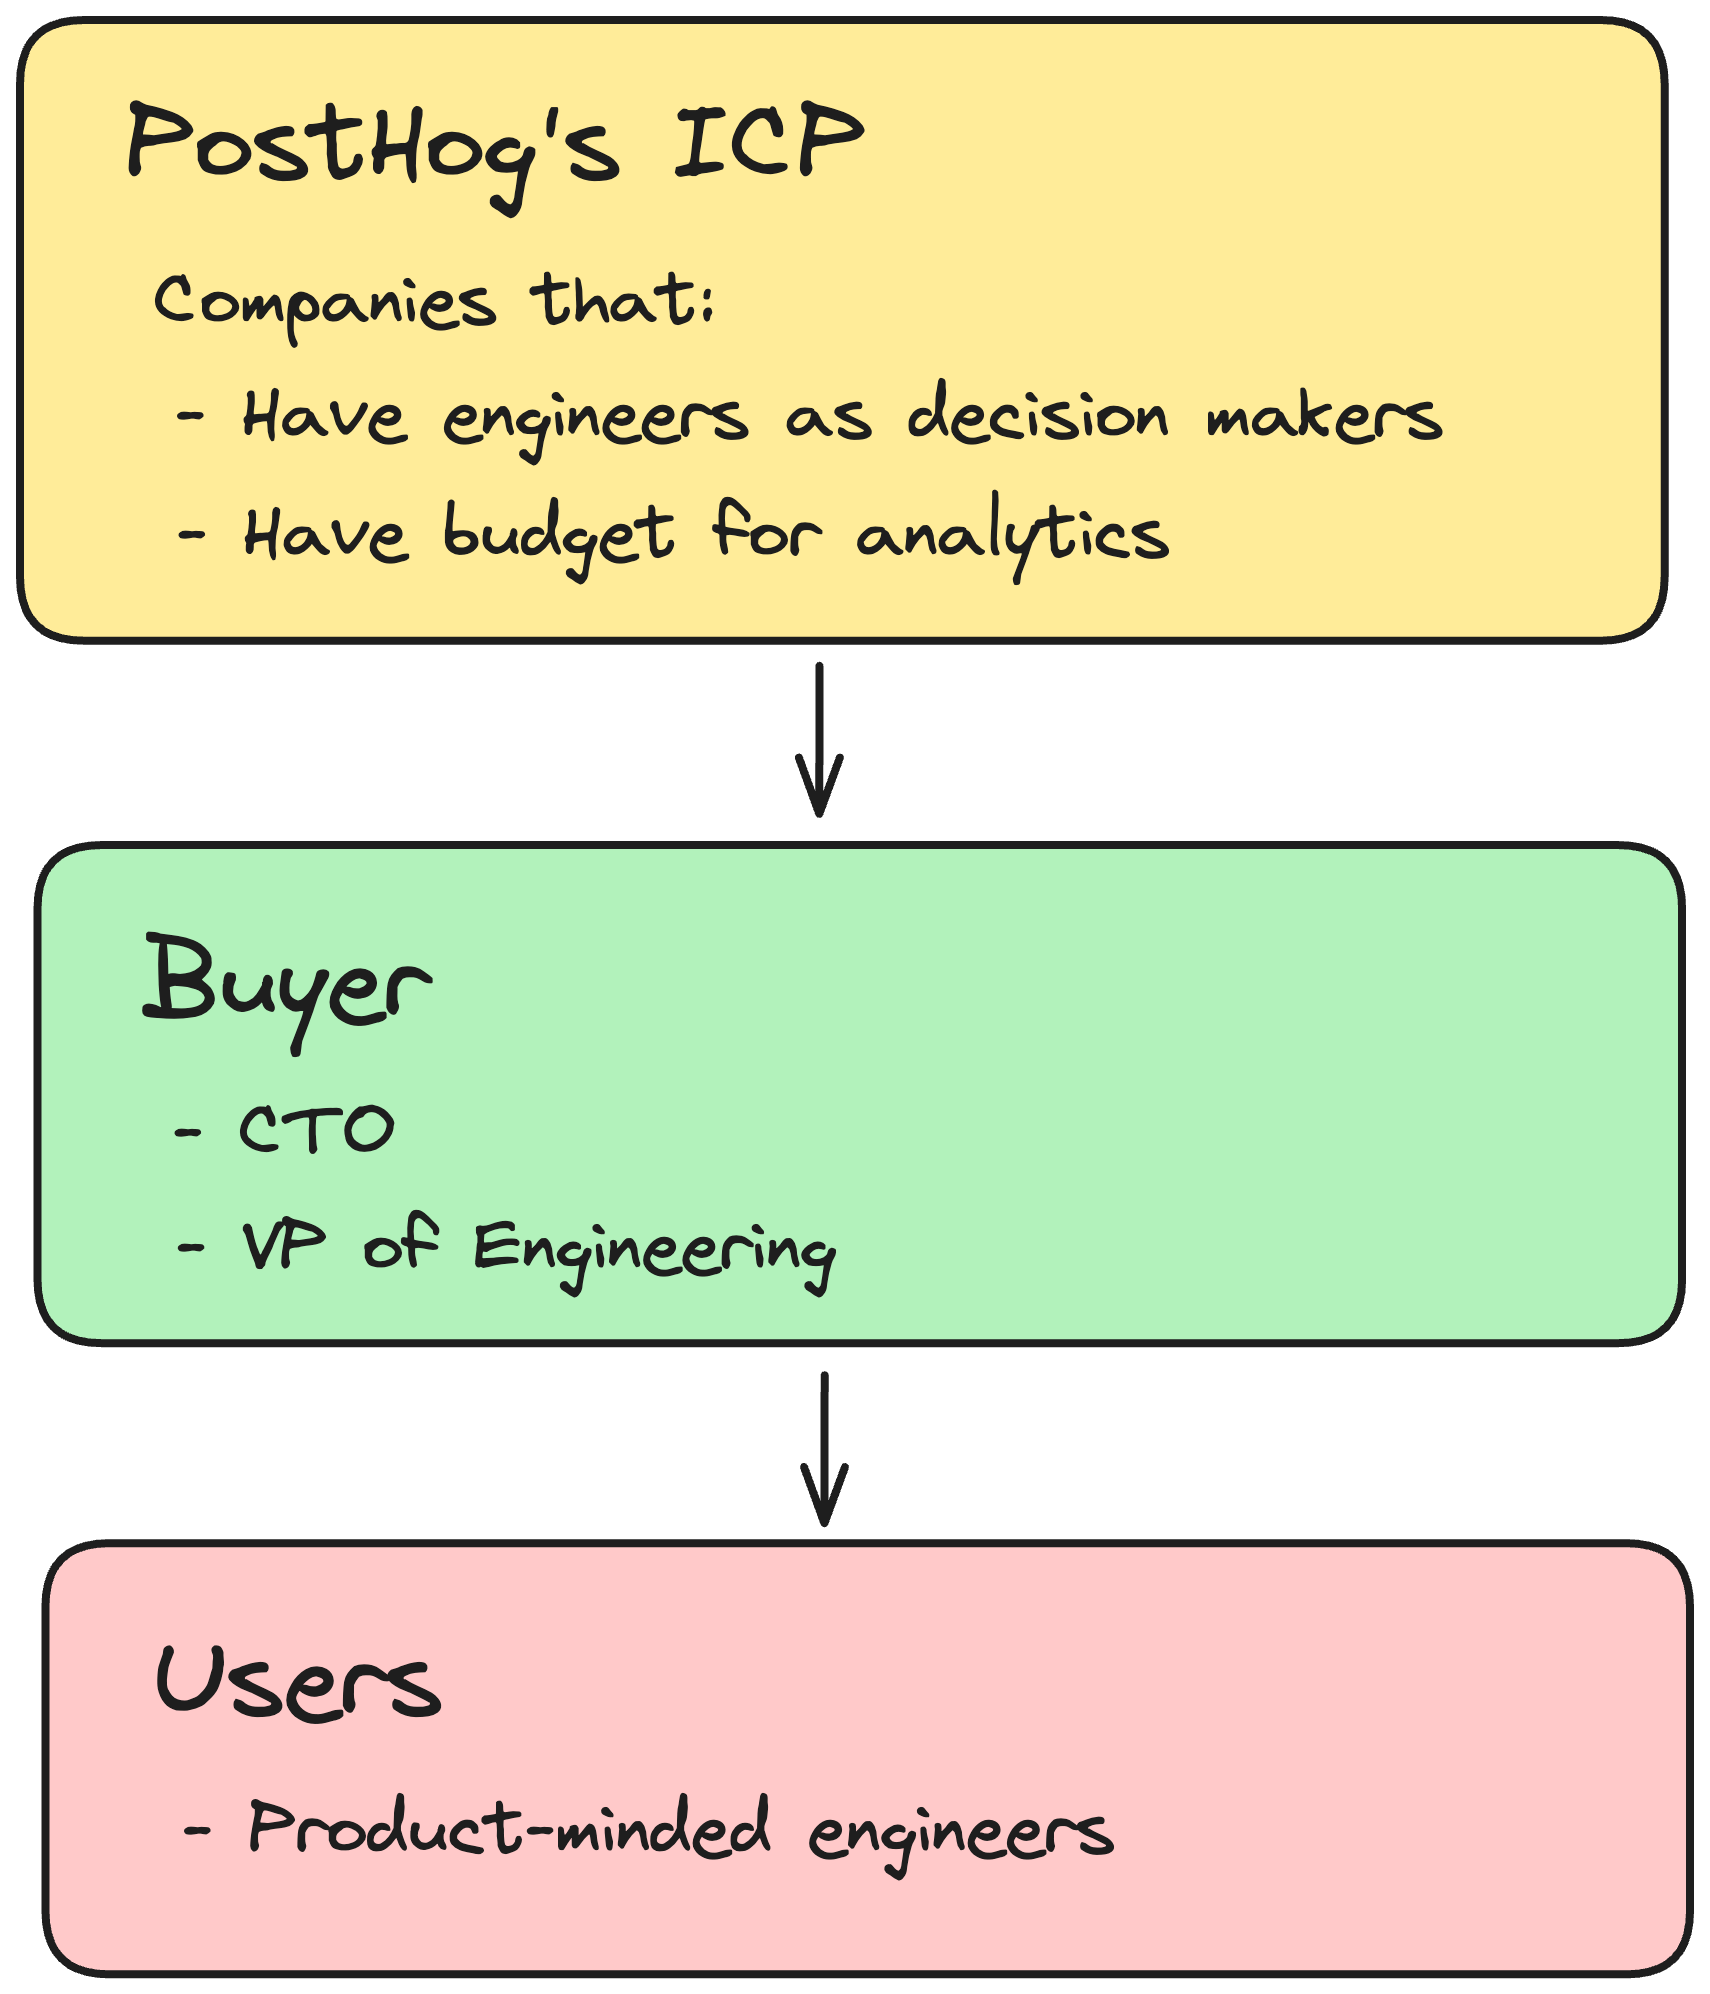 PostHog's ICP
Companies that:
- Have engineers as decision makers
- Have budget for analytics
Buyer
- CTO
- VP of Engineering
Users
- Product-minded engineers